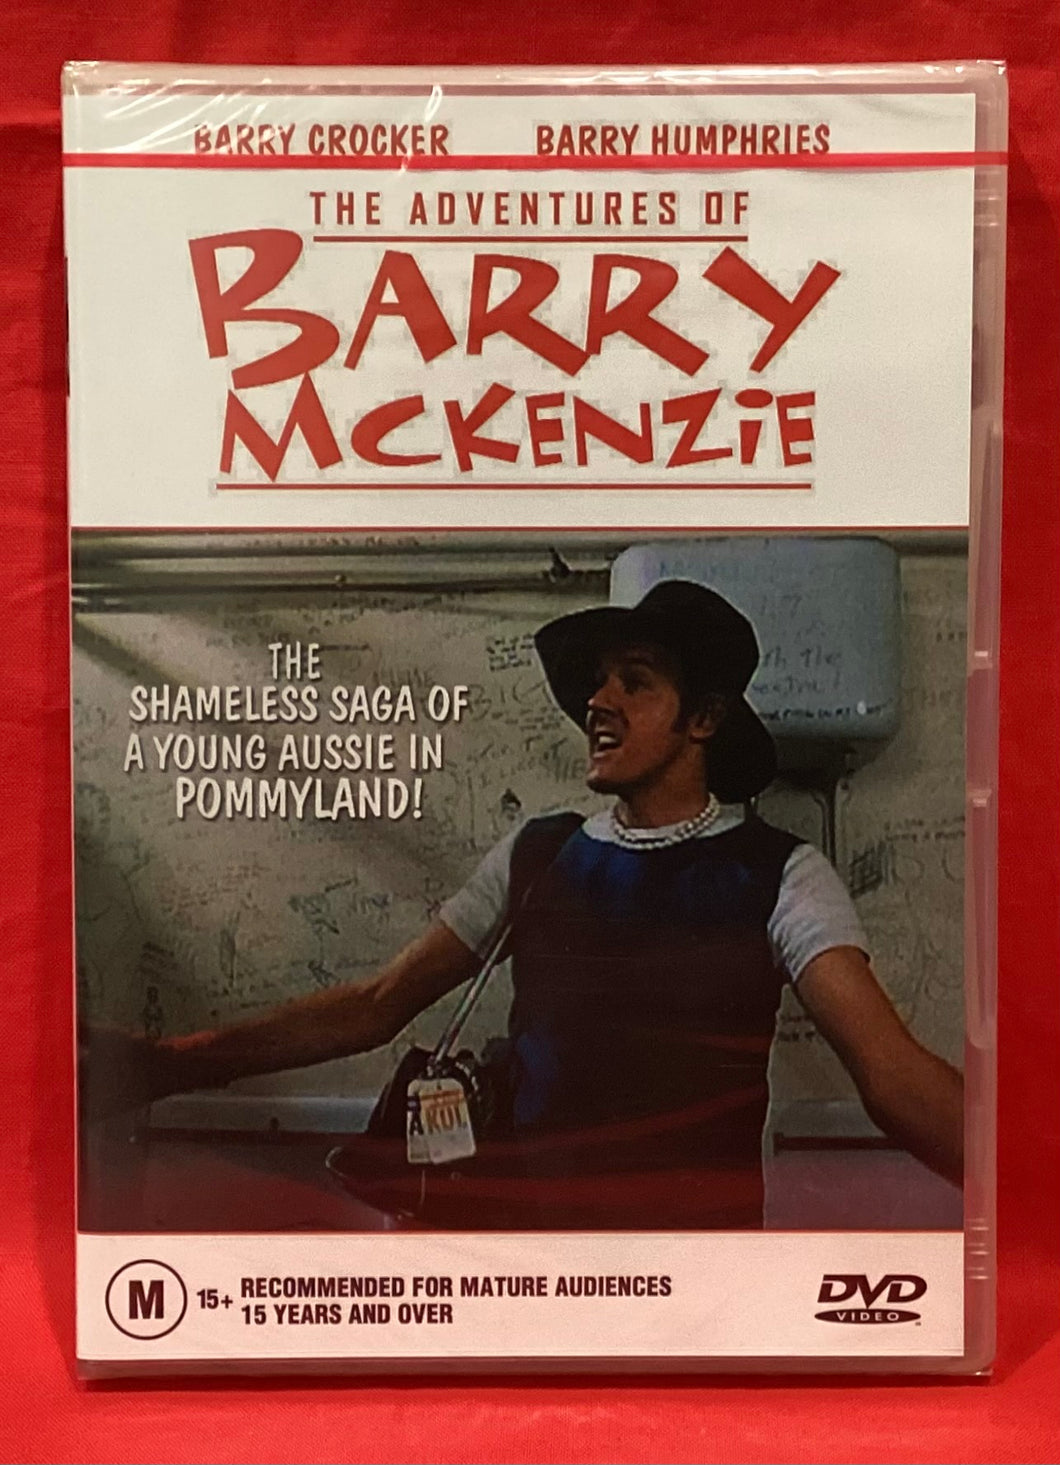 BARRY CROCKER BARRY HUMPHRIES
THE ADVENTURES OF
BARRY
MCKENZiE
THE
SHAMELESS SAGA OF
A YOUNG AUSSIE IN
POMMYLAND!
KUL
M 15+ RECOMMENDED FOR MATURE AUDIENCES
15 YEARS AND OVER
DVD
VIDEO